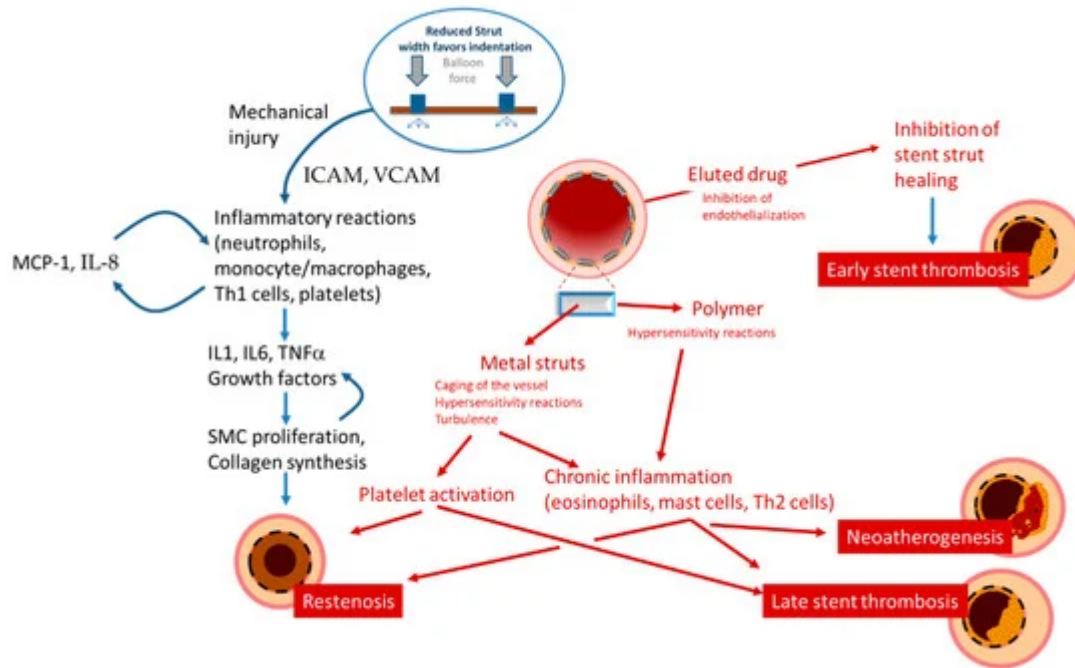 Reduced Strut
width favors indentation
Balloon
force
Mechanical
injury
ICAM, VCAM
Inflammatory reactions
(neutrophils,
monocyte/macrophages,
Th1 cells, platelets)
MCP-1, IL-8
IL1, IL6, TNFα
Growth factors
SMC proliferation,
Collagen synthesis
Eluted drug
Inhibition of
endothelialization
Inhibition of
stent strut
healing
Early stent thrombosis
Polymer
Hypersensitivity reactions
Metal struts
Caging of the vessel
Hypersensitivity reactions
Turbulence
Platelet activation
Chronic inflammation
(eosinophils, mast cells, Th2 cells)
Neoatherogenesis
Restenosis
Late stent thrombosis